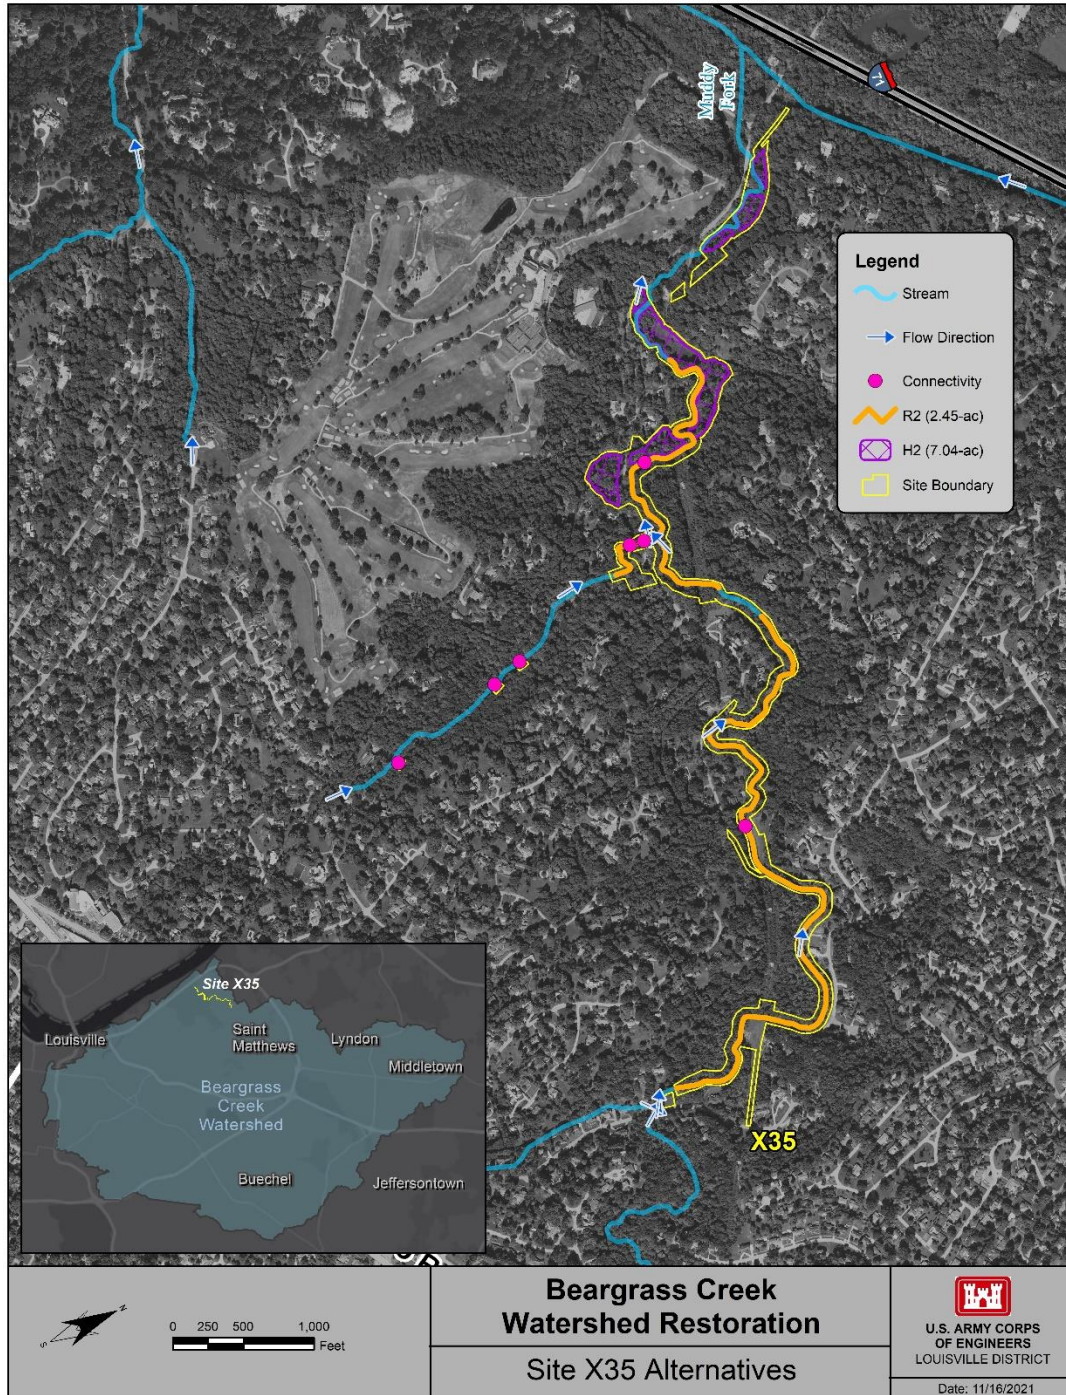 Muddy
Fork
71
Legend
Stream
Flow Direction
Connectivity
R2 (2.45-ac)
H2 (7.04-ac)
Site Boundary
X35
Site X35
Louisville
Saint
Matthews
Lyndon
Middletown
Beargrass
Creek
Watershed
Buechel
Jeffersontown
S
N
0 250 500 1,000
Feet
Beargrass Creek
Watershed Restoration
Site X35 Alternatives
U.S. ARMY CORPS
OF ENGINEERS
LOUISVILLE DISTRICT
Date: 11/16/2021